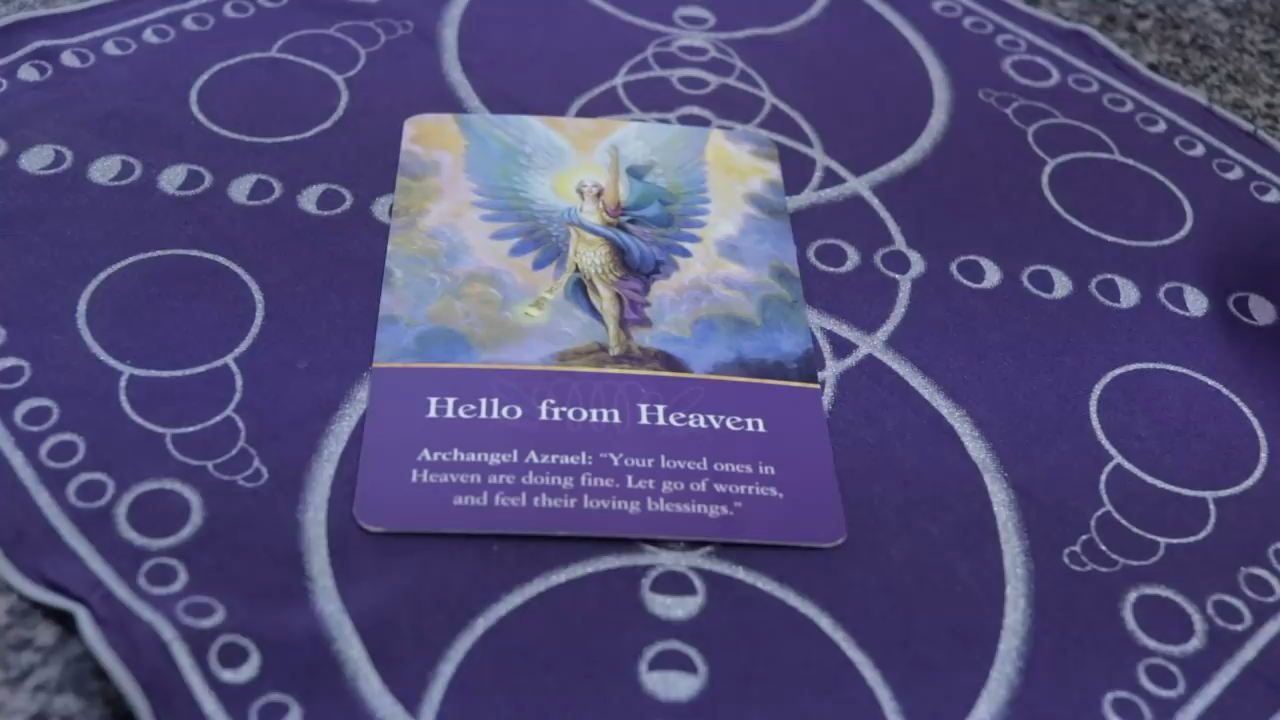 Hello from Heaven
Archangel Azrael: "Your loved ones in
Heaven are doing fine. Let go of worries,
and feel their loving blessings."